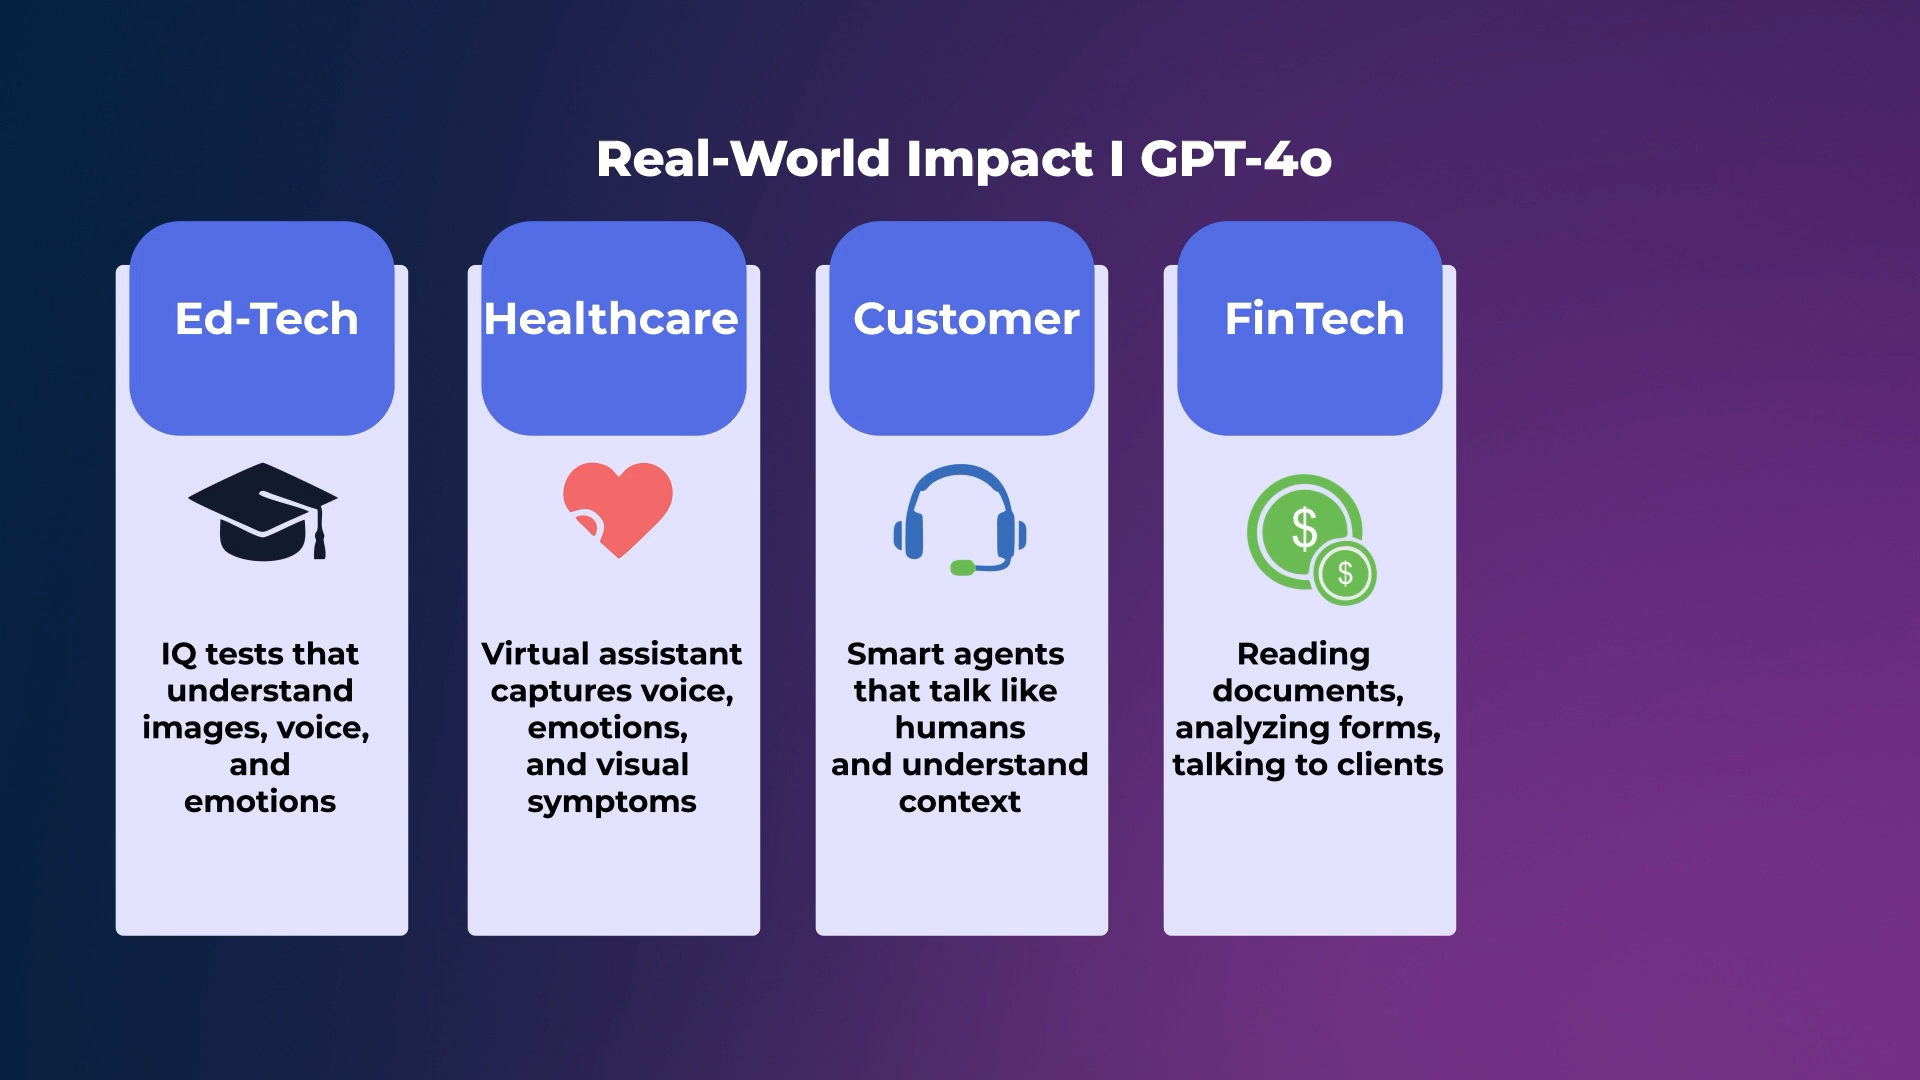 Real-World Impact I GPT-4o
Ed-Tech
IQ tests that
understand
images, voice,
and
emotions
Healthcare
Virtual assistant
captures voice,
emotions,
and visual
symptoms
Customer
Smart agents
that talk like
humans
and understand
context
FinTech
$
$
Reading
documents,
analyzing forms,
talking to clients